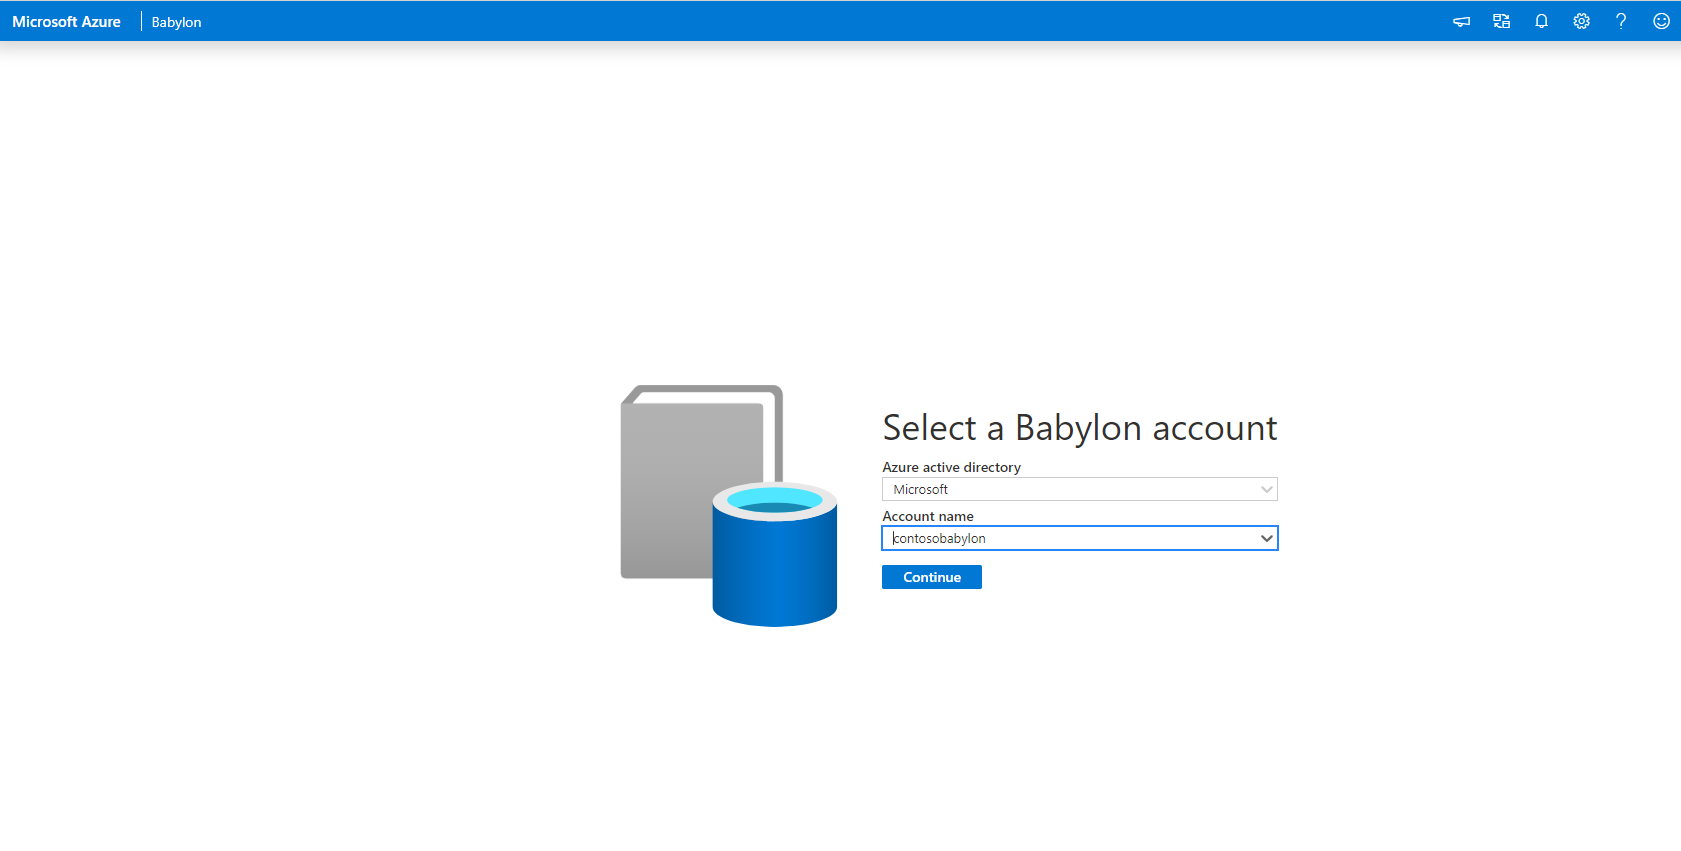 Microsoft Azure Babylon
Select a Babylon account
Azure active directory
Microsoft
Account name
contosobabylon
Continue